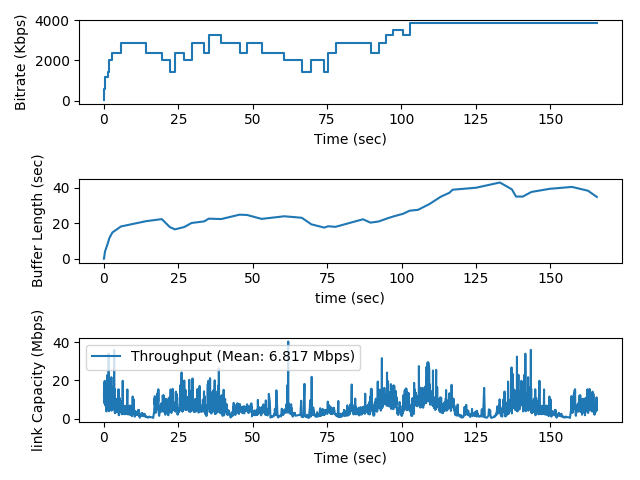 Bitrate (Kbps)
4000
2000
0
0 25 50 75 100 125 150
Time (sec)
Buffer Length (sec)
40
20
0
0 25 50 75 100 125 150
time (sec)
link Capacity (Mbps)
40
20
0
Throughput (Mean: 6.817 Mbps)
0 25 50 75 100 125 150
Time (sec)